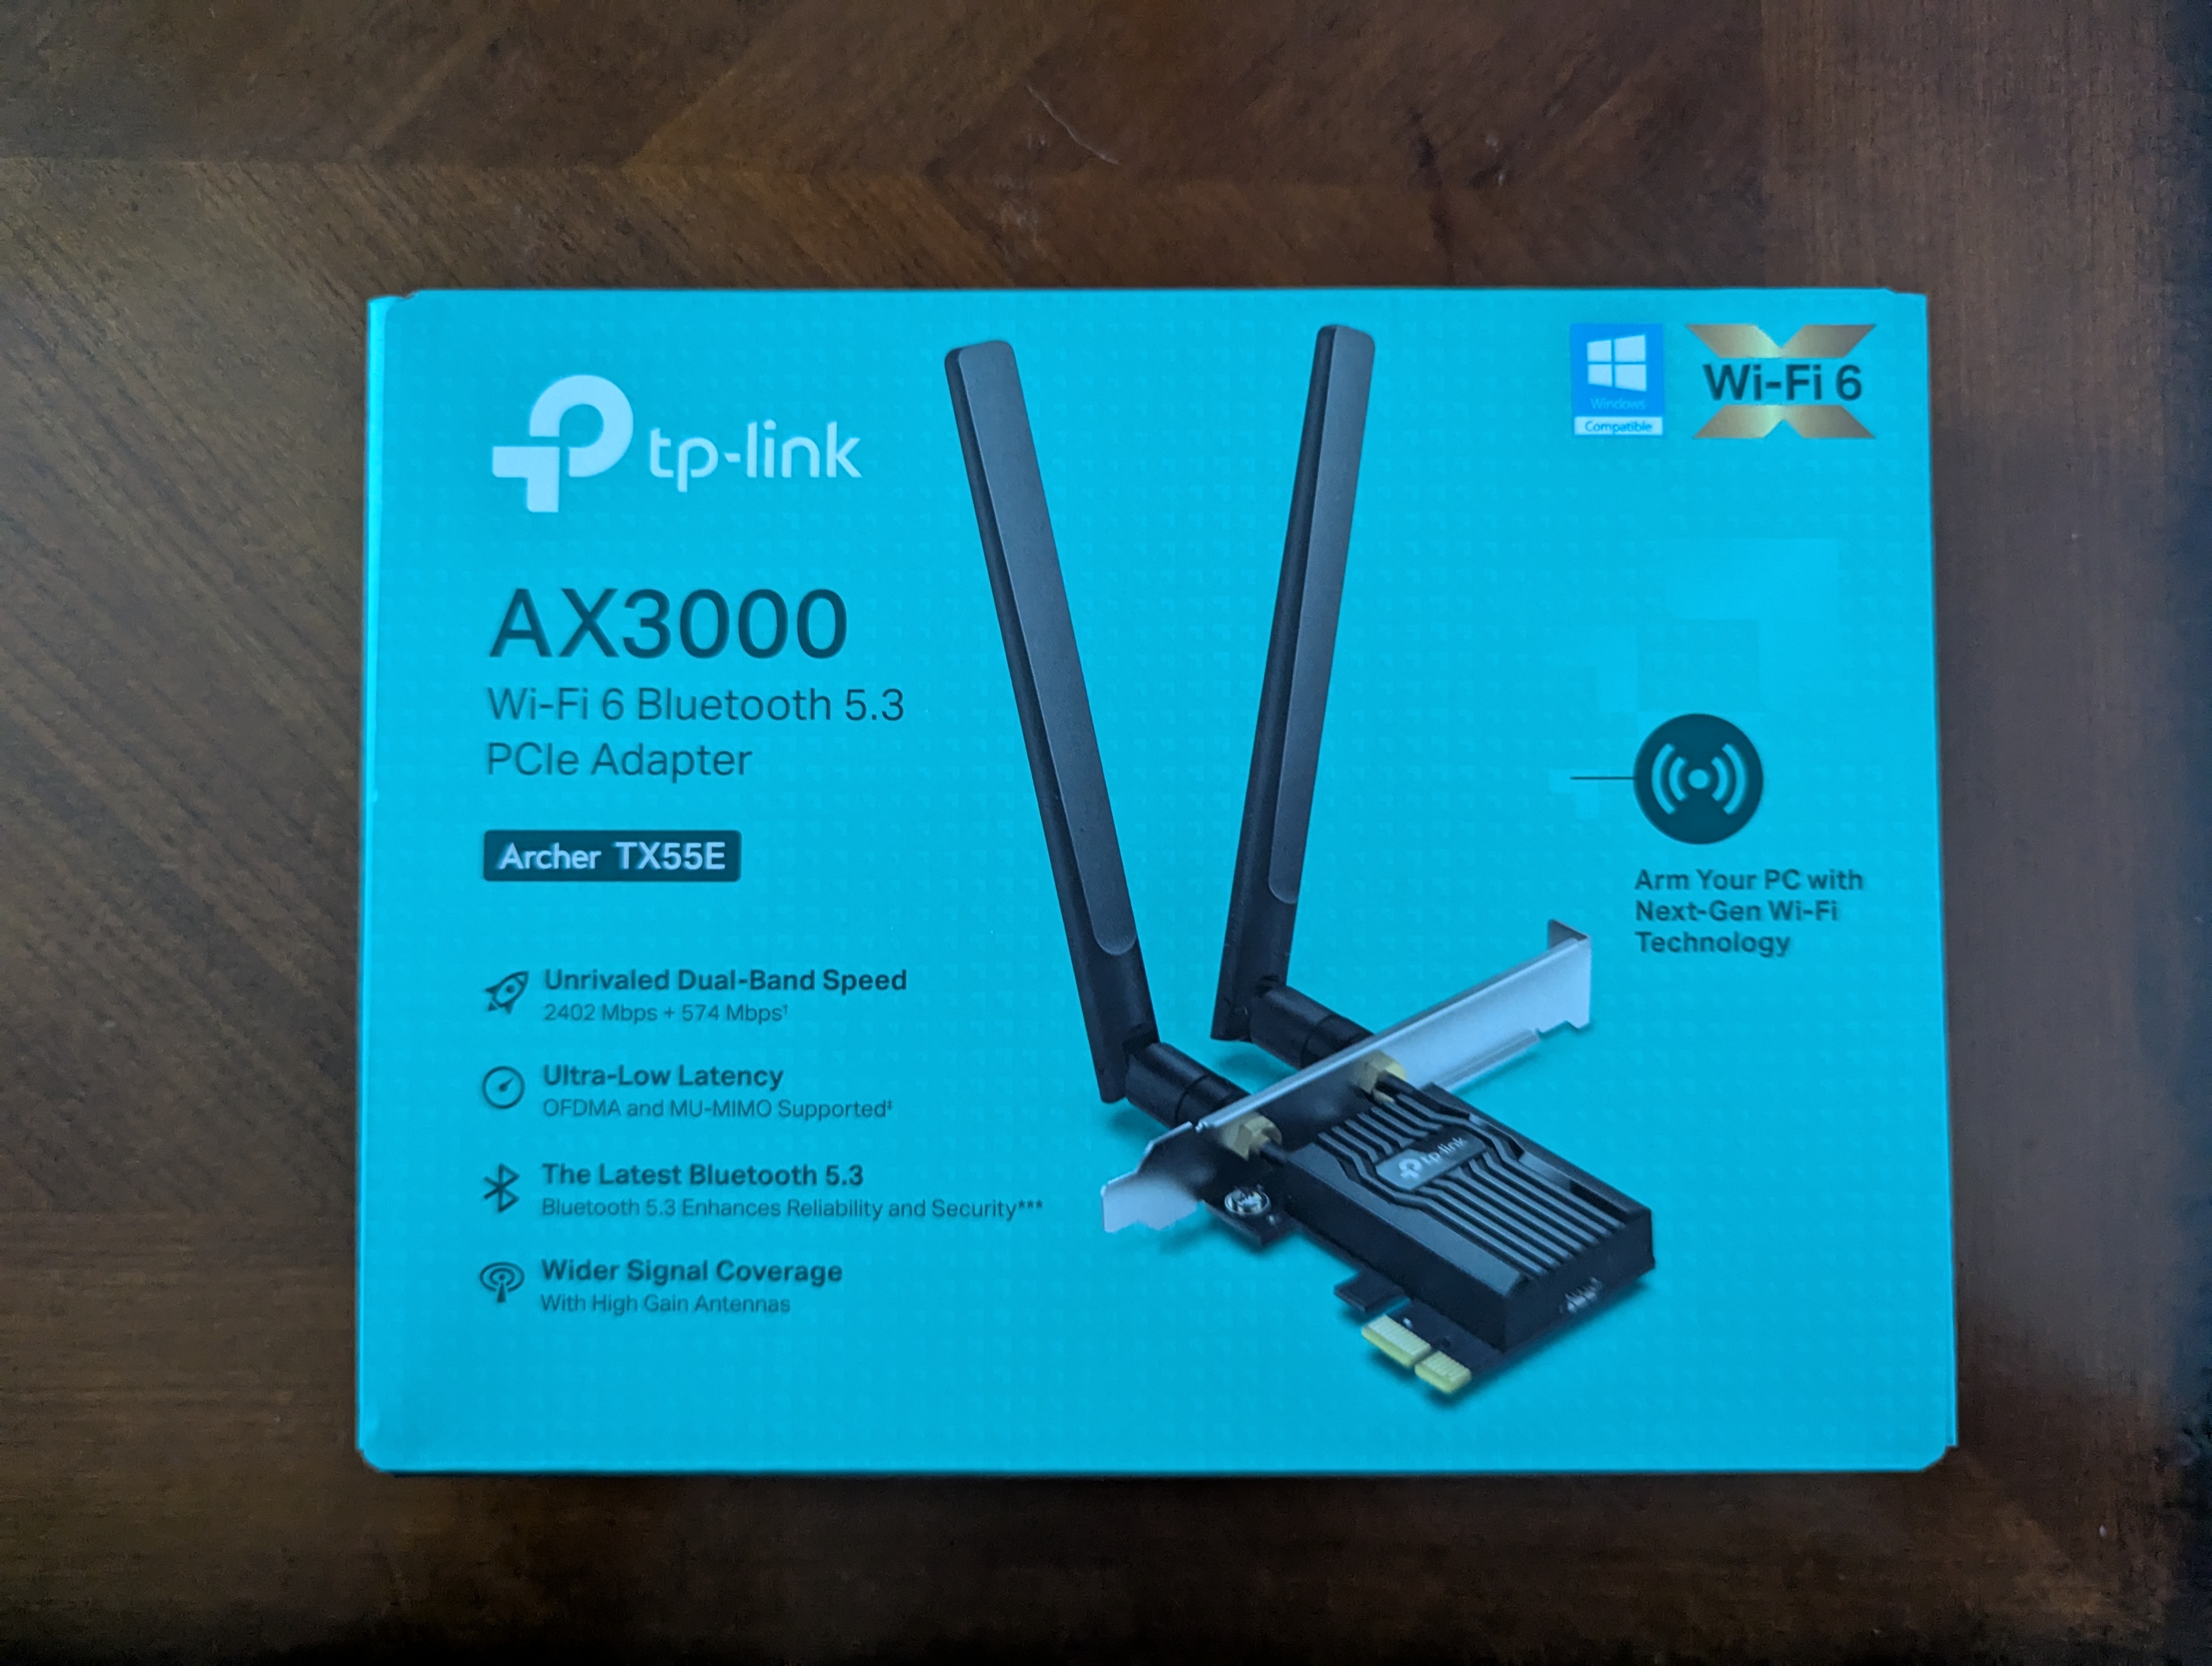 tp-link
Windows
Compatible
Wi-Fi 6
AX3000
Wi-Fi 6 Bluetooth 5.3
PCIe Adapter
Archer TX55E
Unrivaled Dual-Band Speed
2402 Mbps + 574 Mbps†
Ultra-Low Latency
OFDMA and MU-MIMO Supported‡
The Latest Bluetooth 5.3
Bluetooth 5.3 Enhances Reliability and Security***
Wider Signal Coverage
With High Gain Antennas
Arm Your PC with
Next-Gen Wi-Fi
Technology
tp-link